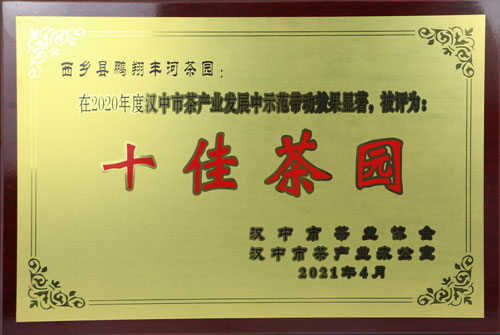 西乡县鹏翔丰河茶园：
在2020年度汉中市茶产业发展中示范带动效果显著，被评为：
十佳茶园
汉中市茶业协会
汉中市茶产业办公室
2021年4月